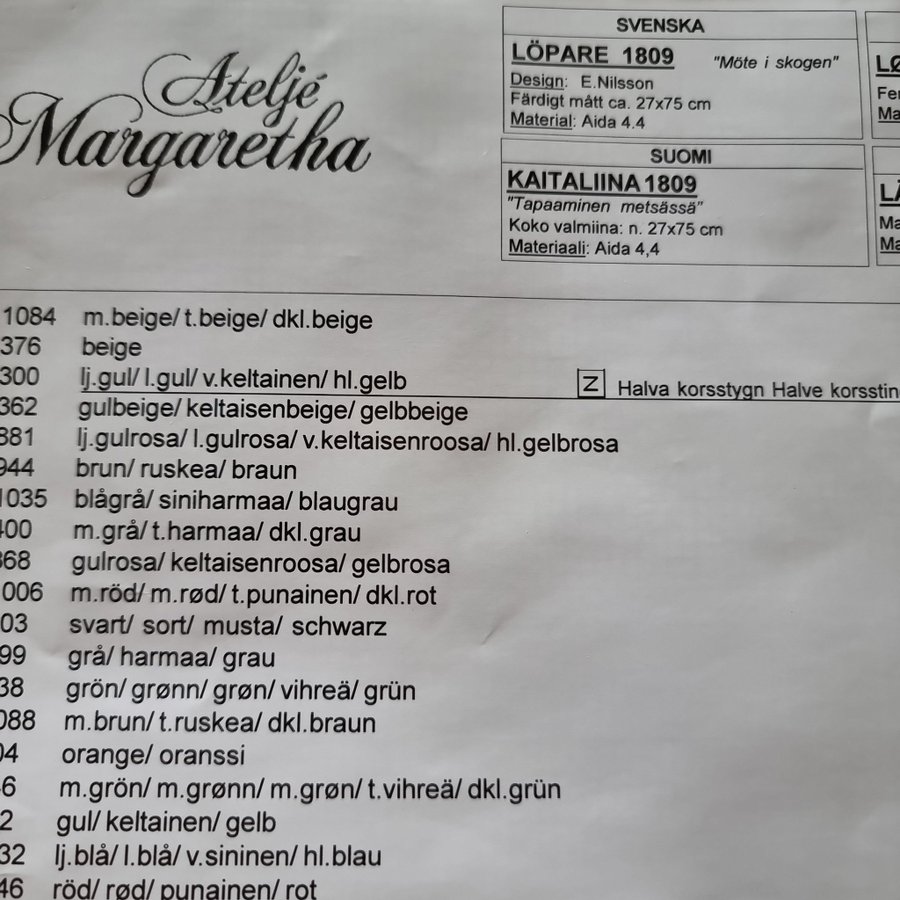 Ateljé
Margaretha
SVENSKA
LÖPARE 1809 "Möte i skogen"
Design: E.Nilsson
Färdigt mått ca. 27x75 cm
Material: Aida 4.4
SUOMI
KAITALIINA 1809
"Tapaaminen metsässä"
Koko valmiina: n. 27x75 cm
Materiaali: Aida 4,4
1084 m.beige/ t.beige/ dkl.beige
376 beige
300 lj.gul/ l.gul/ v.keltainen/ hl.gelb
Z Halva korsstygn Halve
362 gulbeige/ keltaisenbeige/ gelbbeige
881 lj.gulrosa/ l.gulrosa/ v.keltaisenroosa/ hl.gelbrosa
944 brun/ ruskea/ braun
1035 blågrå/ siniharmaa/ blaugrau
400 m.grå/ t.harmaa/ dkl.grau
868 gulrosa/ keltaisenroosa/ gelbrosa
006 m.röd/ m.rød/ t.punainen/ dkl.rot
03 svart/ sort/ musta/ schwarz
99 grå/ harmaa/ grau
38 grön/ grønn/ grøn/ vihreä/ grün
088 m.brun/ t.ruskea/ dkl.braun
04 orange/ oranssi
6 m.grön/ m.grønn/ m.grøn/ t.vihreä/ dkl.grün
2 gul/ keltainen/ gelb
32 lj.blå/ l.blå/ v.sininen/ hl.blau
46 röd/ rød/ punainen/ rot